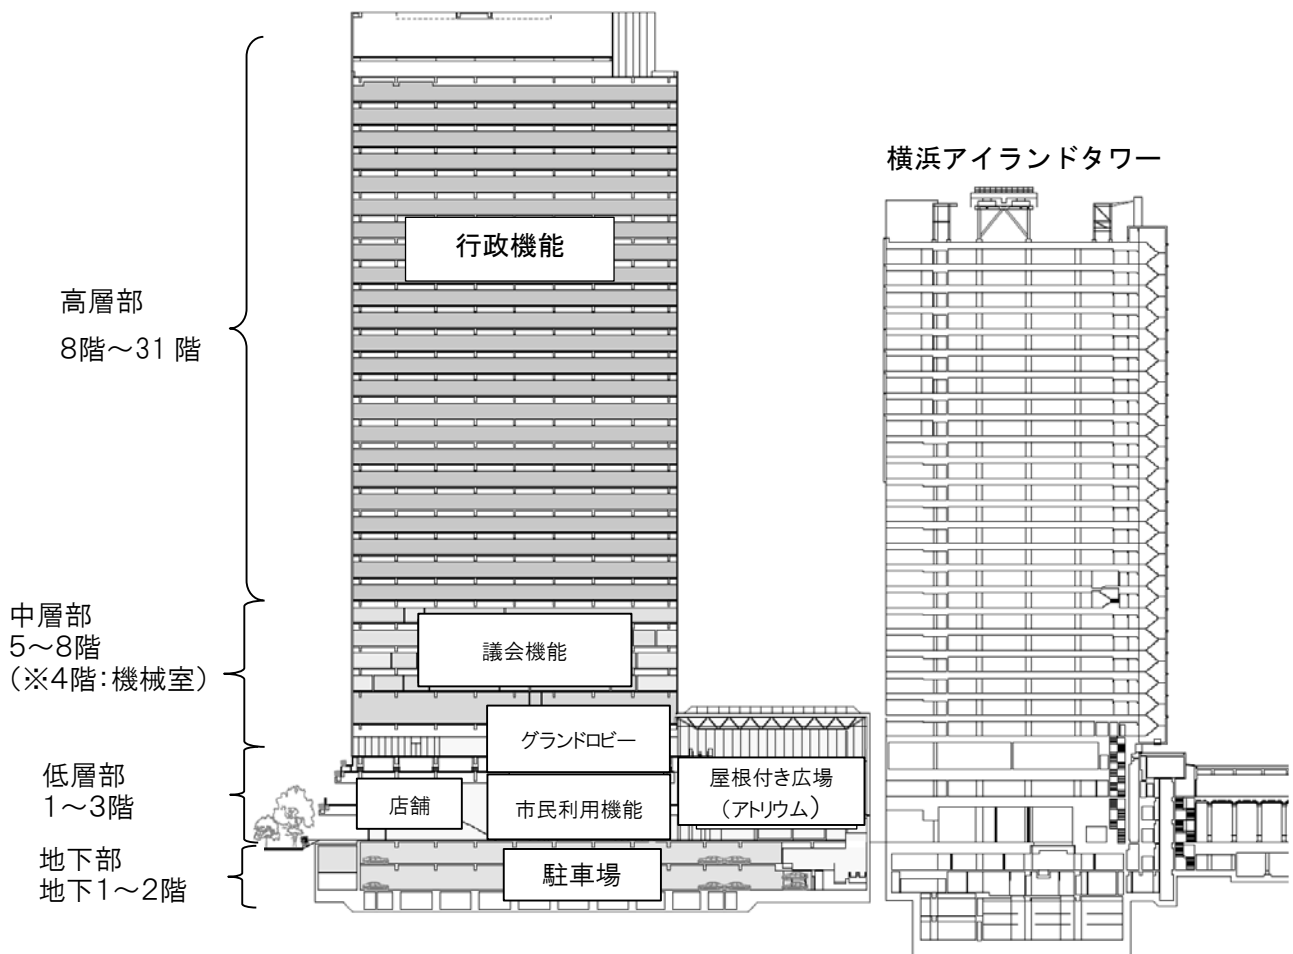 横浜アイランドタワー
行政機能
高層部
8階～31階
中層部
5～8階
(※4階:機械室)
議会機能
グランドロビー
低層部
1～3階
店舗
市民利用機能
屋根付き広場
(アトリウム)
地下部
地下1～2階
駐車場